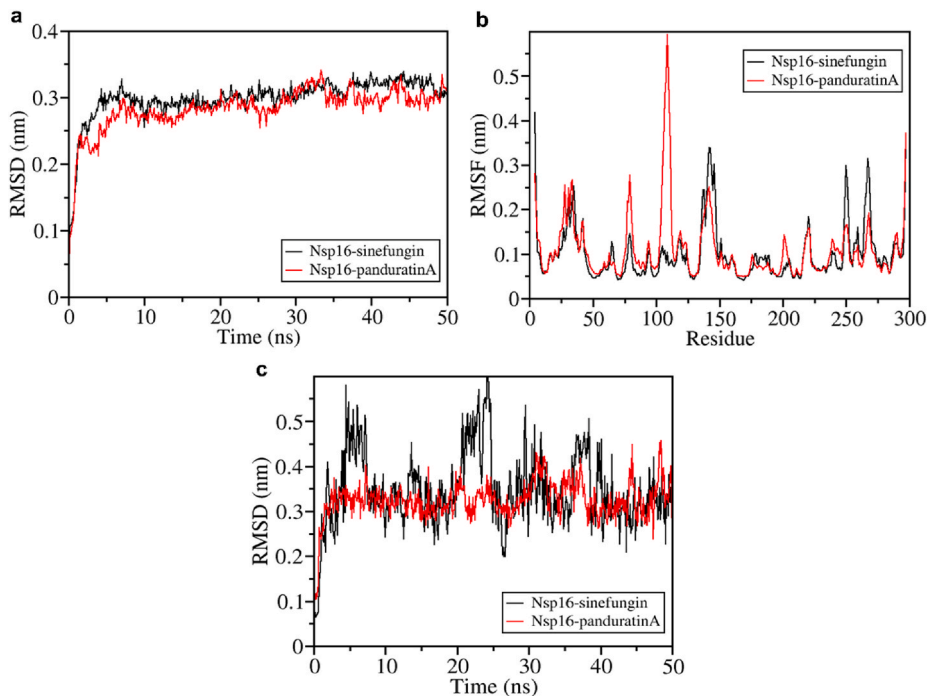 a
0.4
0.3
0.2
0.1
0
RMSD (nm)
0 10 20 30 40 50
Time (ns)
Nsp16-sinefungin
Nsp16-panduratinA
b
0.5
0.4
0.3
0.2
0.1
0
RMSF (nm)
0 50 100 150 200 250 300
Residue
Nsp16-sinefungin
Nsp16-panduratinA
c
0.5
0.4
0.3
0.2
0.1
0
RMSD (nm)
0 10 20 30 40 50
Time (ns)
Nsp16-sinefungin
Nsp16-panduratinA